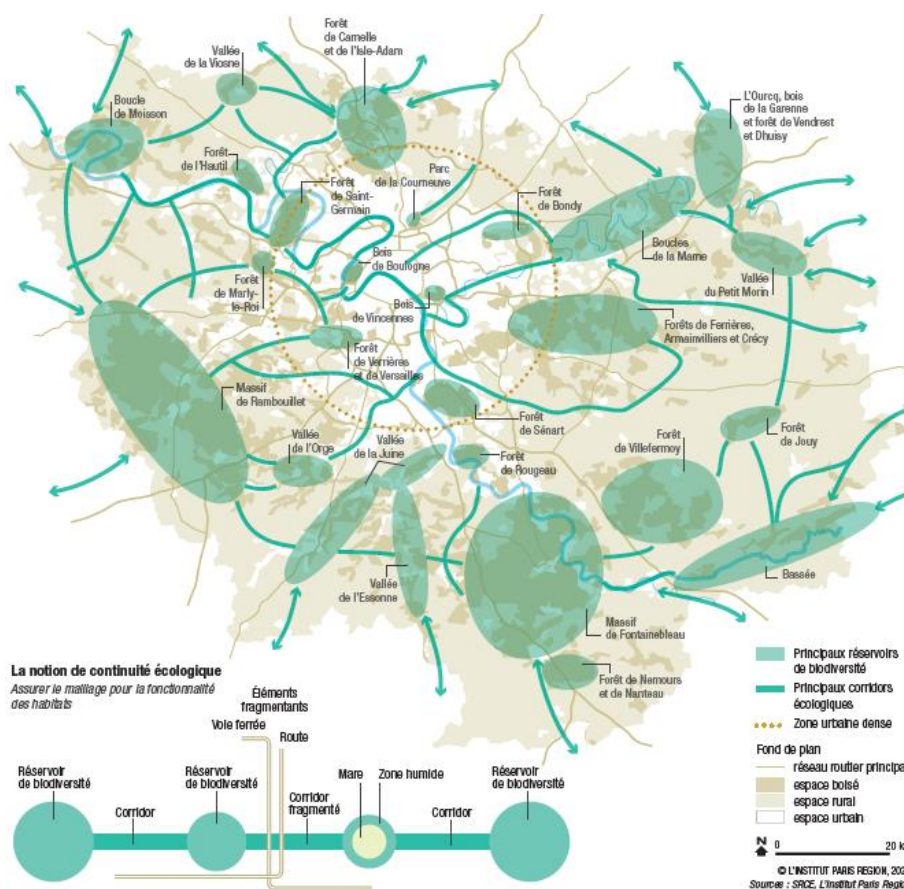 Forêt
de Carnelle
et de l'Isle-Adam
Vallée
de la Viosne
Boucle
de Moisson
L'Ourcq, bois
de la Garenne
et forêt de Vendrest
et Dhuisy
Forêt
de l'Hautil
Parc
de la Courneuve
Forêt
de Saint-
Germain
Forêt
de Bondy
Boucles
de la Marne
Bois
de Boulogne
Vallée
du Petit Morin
Forêt
de Marly-
le-Roi
Bois
de Vincennes
Forêts de Ferrières,
Armainvilliers et Crécy
Forêt
de Verrières
et de Versailles
Massif
de Rambouillet
Forêt
de Sénart
Forêt
de Jouy
Vallée
de l'Orge
Vallée
de la Juine
Forêt
de Villefermoy
Forêt
de Rougeau
Vallée
de l'Essonne
Bassée
Massif
de Fontainebleau
Forêt de Nemours
et de Nanteau
La notion de continuité écologique
Assurer le maillage pour la fonctionnalité
des habitats
Éléments
fragmentants
Voie ferrée
Route
Réservoir
de biodiversité
Corridor
Réservoir
de biodiversité
Corridor
fragmenté
Mare
Zone humide
Corridor
Réservoir
de biodiversité
Principaux réservoirs
de biodiversité
Principaux corridors
écologiques
Zone urbaine dense
Fond de plan
réseau routier principa
espace boisé
espace rural
espace urbain
N 0 20 k
© L'INSTITUT PARIS REGION, 202
Sources : SRCE, L'Institut Paris Regio